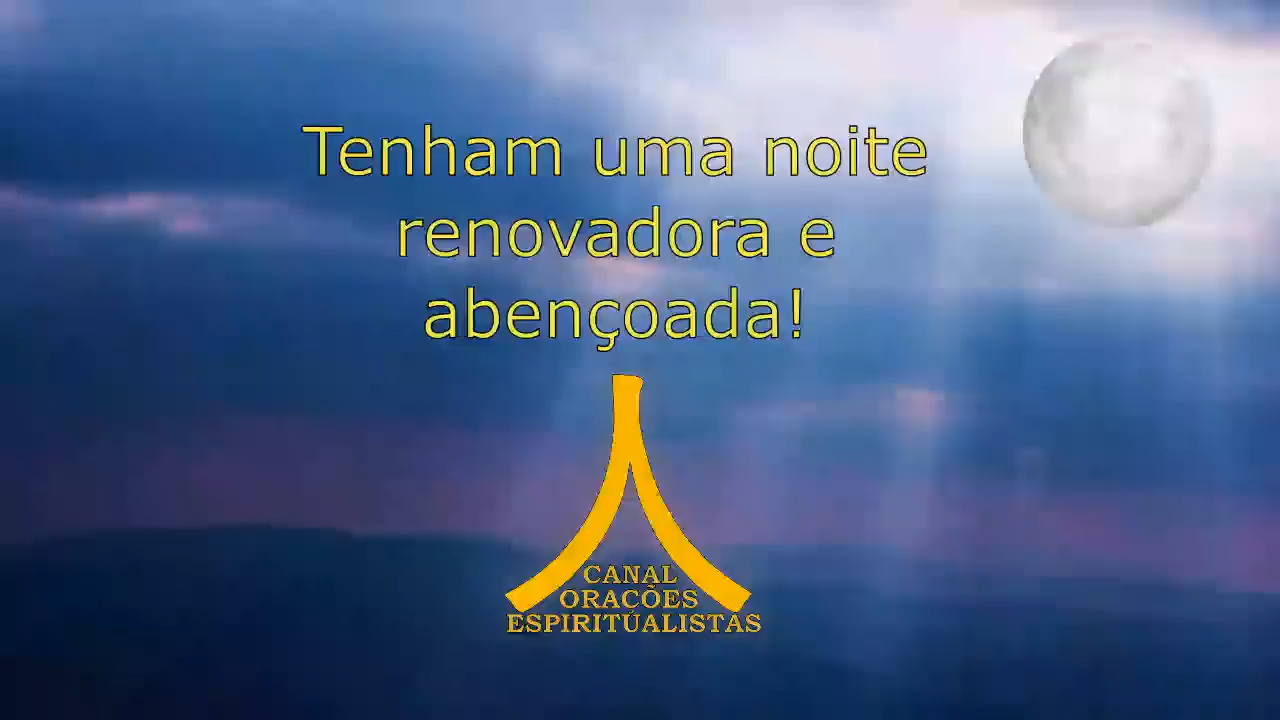 Tenham uma noite
renovadora e
abençoada!
CANAL
ORAÇÕES
ESPIRITUALISTAS